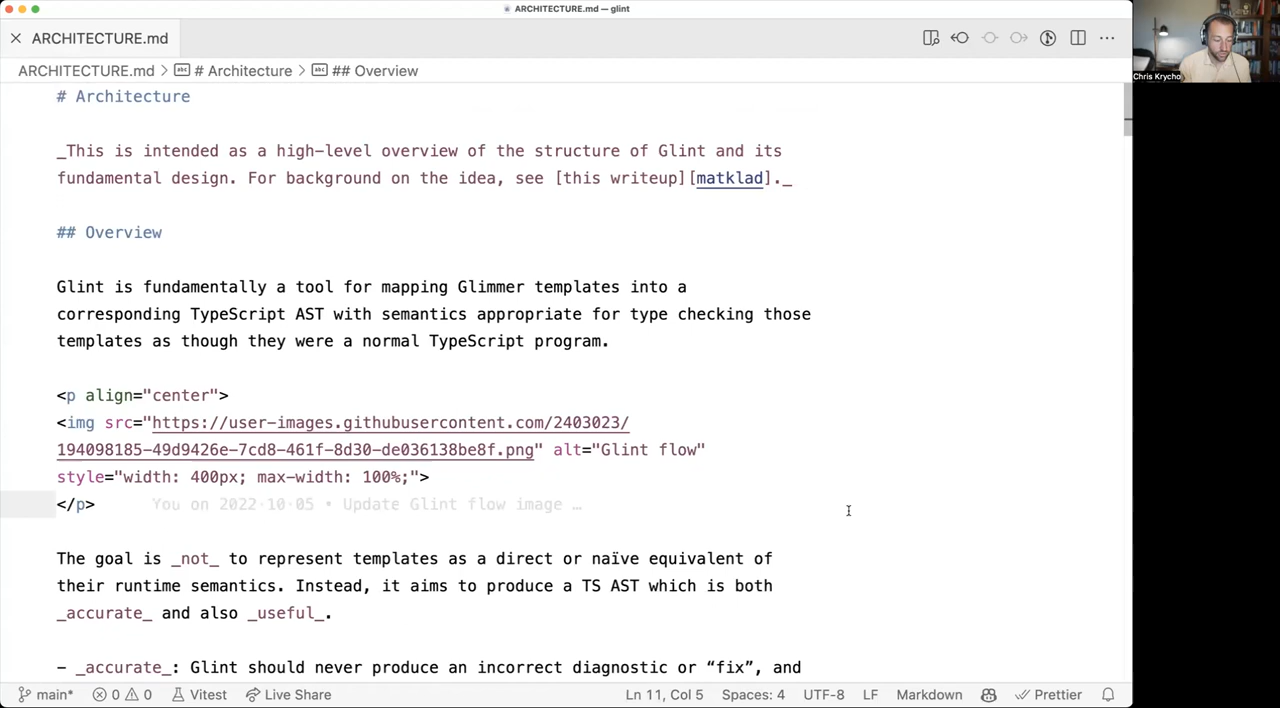 ARCHITECTURE.md — glint
ARCHITECTURE.md
ARCHITECTURE.md > # Architecture > ## Overview
# Architecture
_This is intended as a high-level overview of the structure of Glint and its
fundamental design. For background on the idea, see [this writeup][matklad]._
## Overview
Glint is fundamentally a tool for mapping Glimmer templates into a
corresponding TypeScript AST with semantics appropriate for type checking those
templates as though they were a normal TypeScript program.
<p align="center">
<img src="https://user-images.githubusercontent.com/2403023/
194098185-49d9426e-7cd8-461f-8d30-de036138be8f.png" alt="Glint flow"
style="width: 400px; max-width: 100%;">
</p> You on 2022-10-05 • Update Glint flow image …
The goal is _not_ to represent templates as a direct or naïve equivalent of
their runtime semantics. Instead, it aims to produce a TS AST which is both
_accurate_ and also _useful_.
- _accurate_: Glint should never produce an incorrect diagnostic or “fix”, and
main* 0 0 Vitest Live Share Ln 11, Col 5 Spaces: 4 UTF-8 LF Markdown Prettier
Chris Krycho